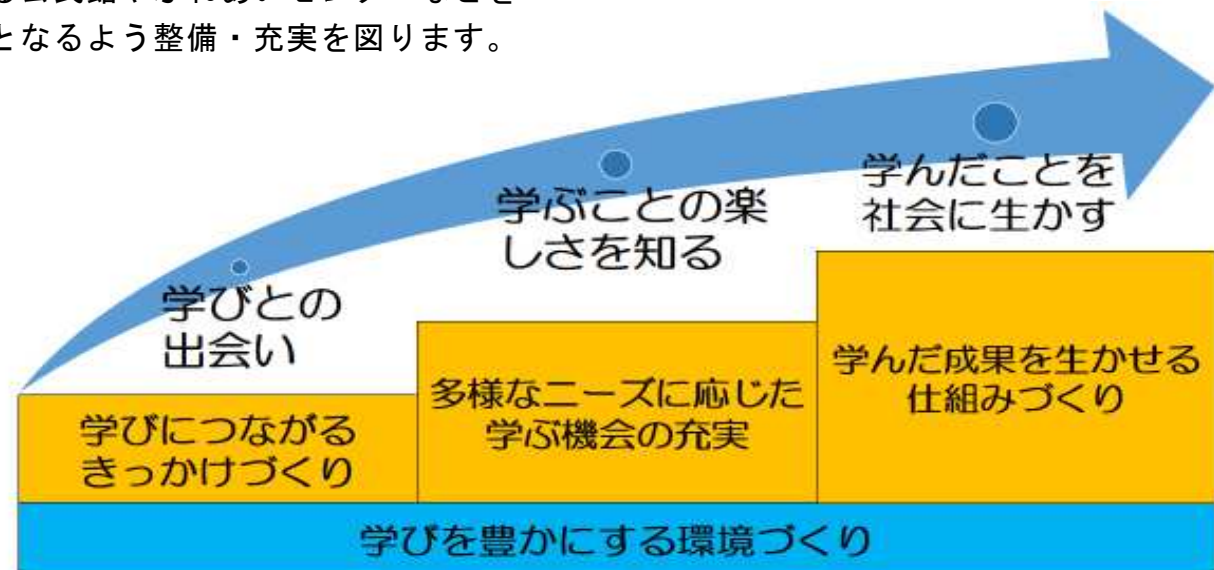 となるよう整備・充実を図ります。
学んだことを
社会に生かす
学ぶことの楽
しさを知る
学びとの
出会い
学んだ成果を生かせる
仕組みづくり
多様なニーズに応じた
学ぶ機会の充実
学びにつながる
きっかけづくり
学びを豊かにする環境づくり